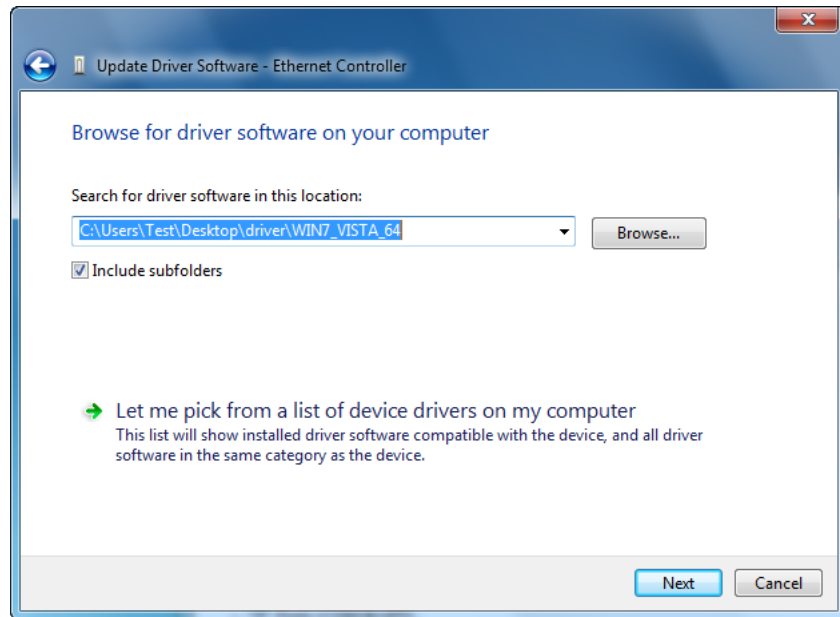 Update Driver Software - Ethernet Controller
Browse for driver software on your computer
Search for driver software in this location:
C:\Users\Test\Desktop\driver\WIN7_VISTA_64
Browse...
Include subfolders
Let me pick from a list of device drivers on my computer
This list will show installed driver software compatible with the device, and all driver
software in the same category as the device.
Next
Cancel